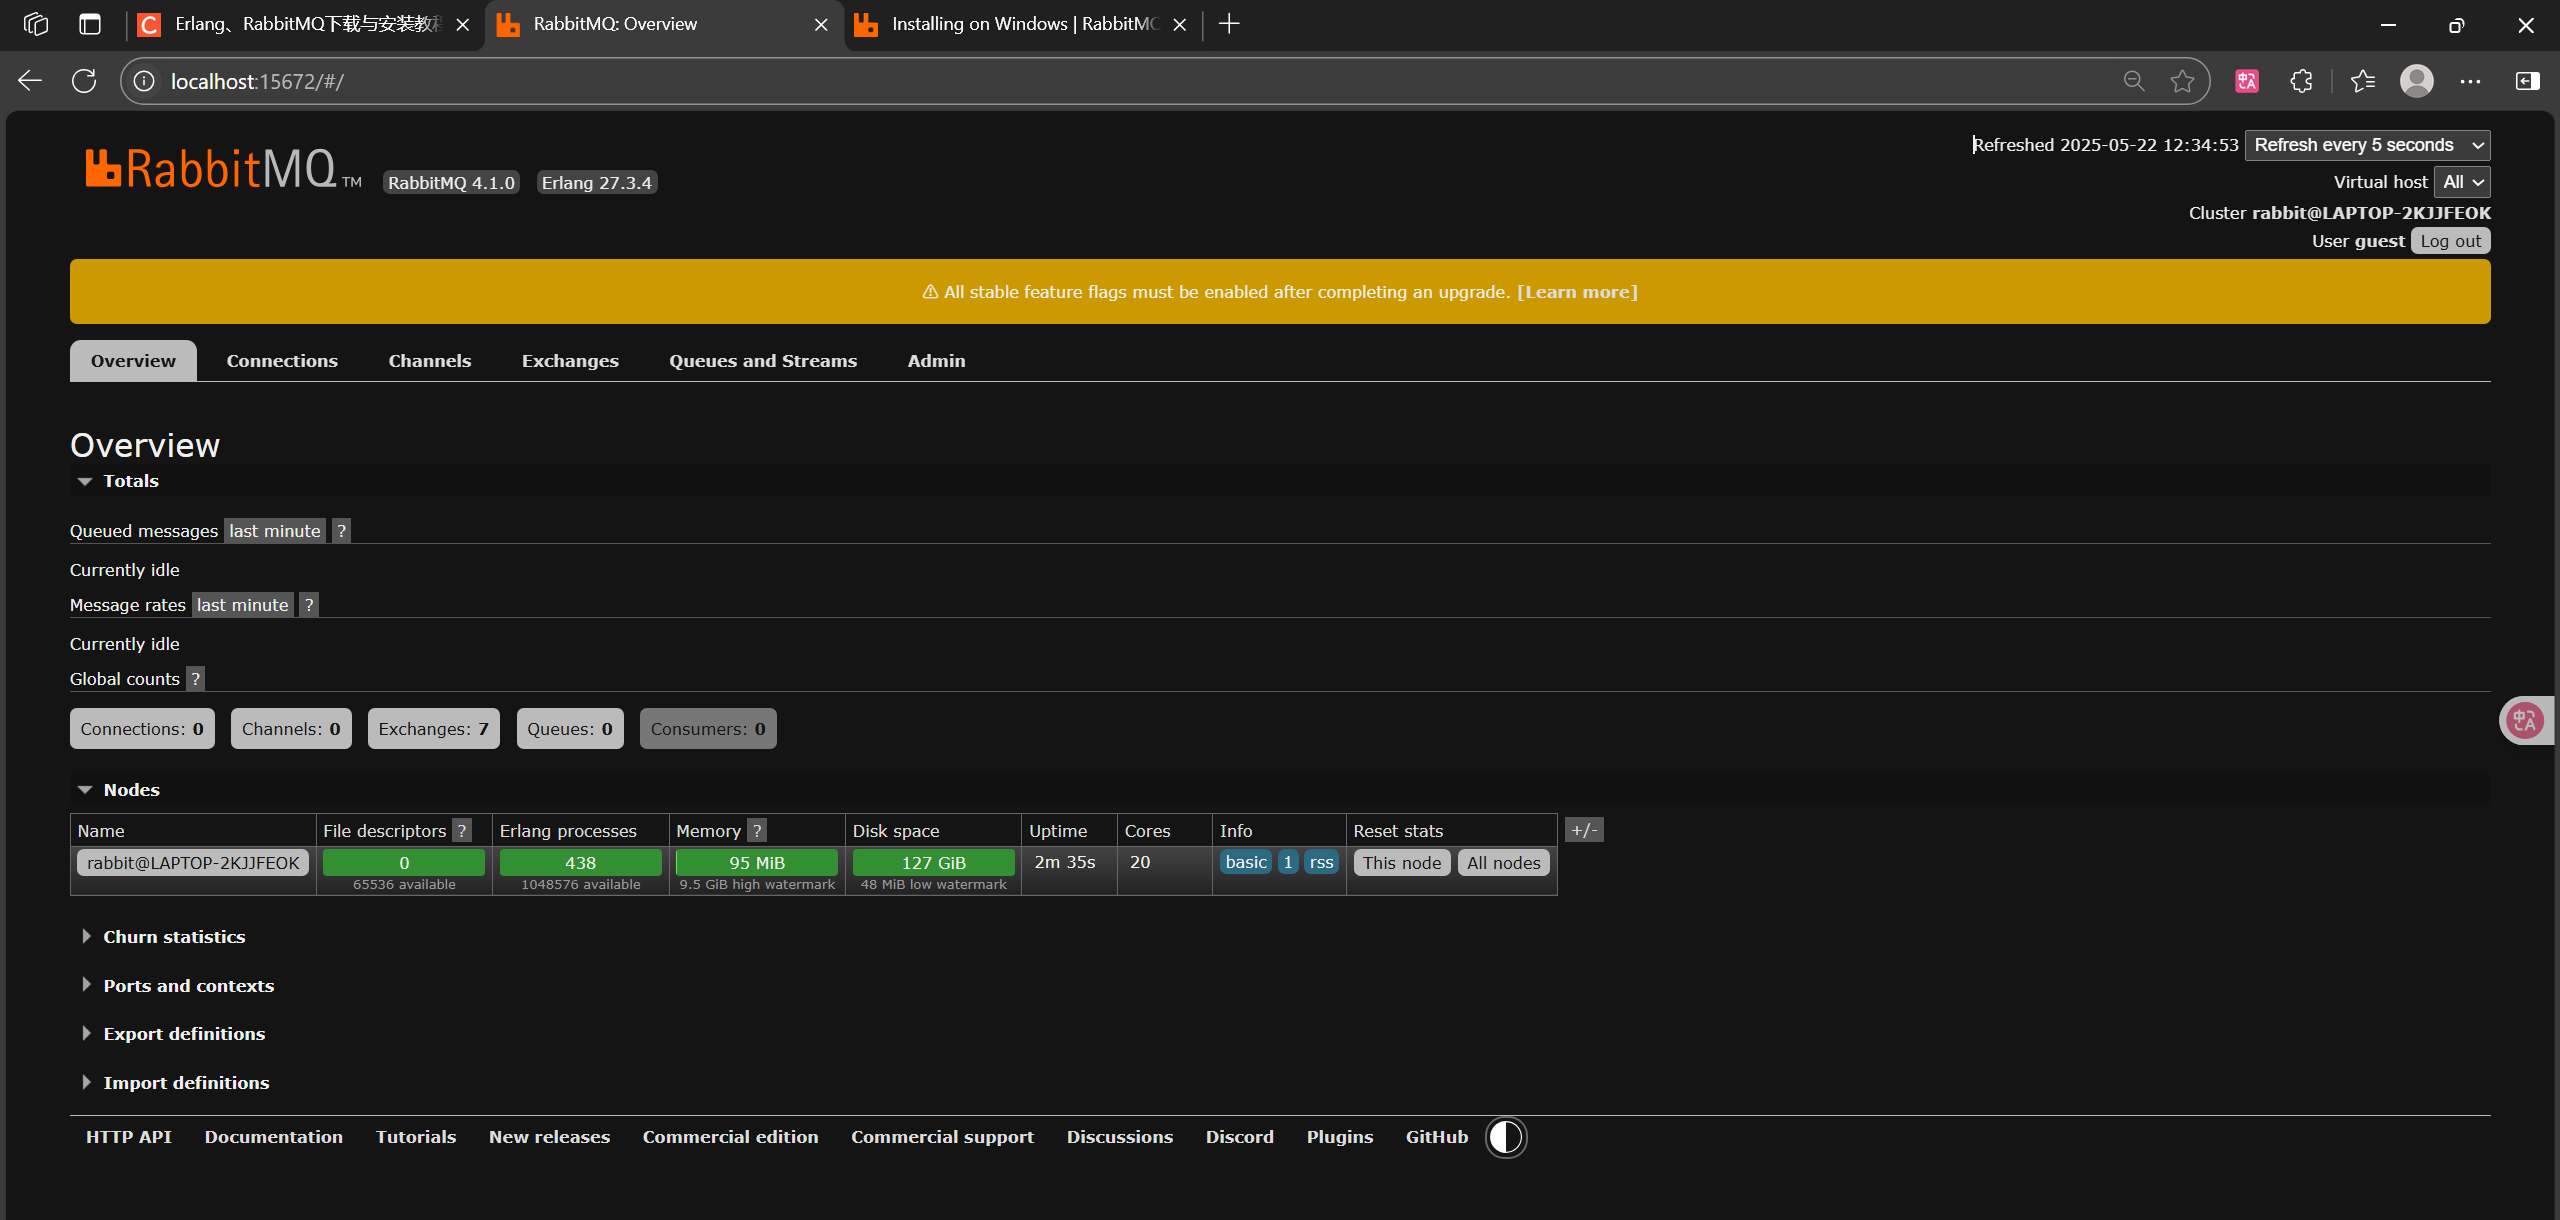 Erlang、RabbitMQ下载与安装教
RabbitMQ: Overview
Installing on Windows | RabbitMC
localhost:15672/#/
RabbitMQ TM
RabbitMQ 4.1.0
Erlang 27.3.4
Refreshed 2025-05-22 12:34:53
Refresh every 5 seconds
Virtual host All
Cluster rabbit@LAPTOP-2KJJFEOK
User guest Log out
⚠ All stable feature flags must be enabled after completing an upgrade. [Learn more]
Overview Connections Channels Exchanges Queues and Streams Admin
Overview
Totals
Queued messages last minute ?
Currently idle
Message rates last minute ?
Currently idle
Global counts ?
Connections: 0 Channels: 0 Exchanges: 7 Queues: 0 Consumers: 0
Nodes
Name File descriptors ? Erlang processes Memory ? Disk space Uptime Cores Info Reset stats +/-
rabbit@LAPTOP-2KJJFEOK 0 438 95 MiB 127 GiB 2m 35s 20 basic 1 rss This node All nodes
65536 available 1048576 available 9.5 GiB high watermark 48 MiB low watermark
Churn statistics
Ports and contexts
Export definitions
Import definitions
HTTP API Documentation Tutorials New releases Commercial edition Commercial support Discussions Discord Plugins GitHub